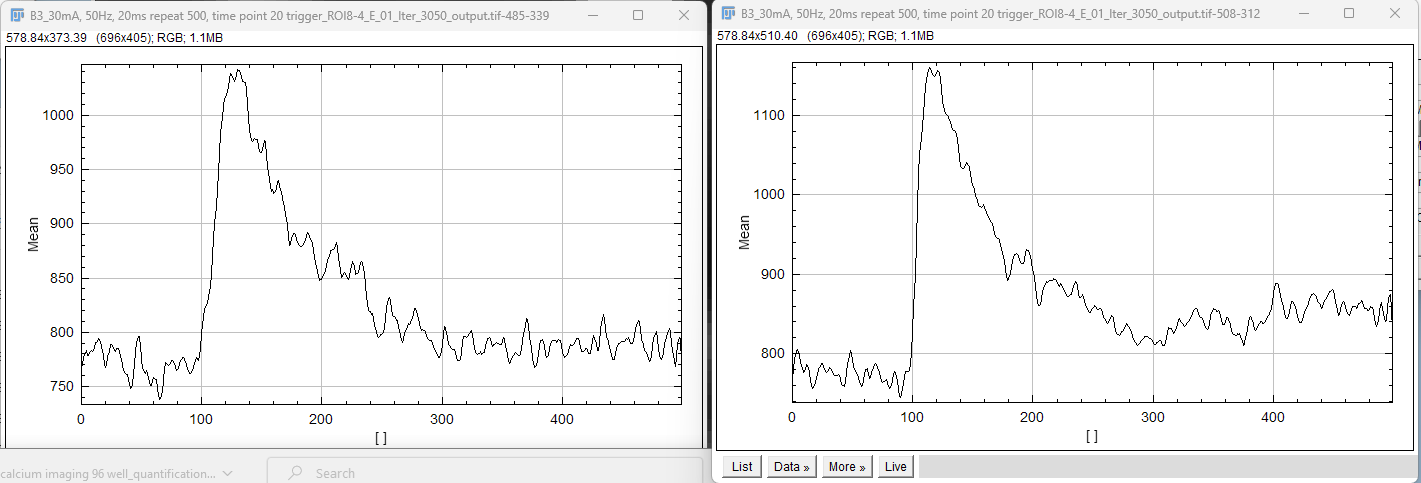 B3_30mA, 50Hz, 20ms repeat 500, time point 20 trigger_ROI8-4_E_01_Iter_3050_output.tif-485-339
578.84x373.39 (696x405); RGB; 1.1MB
1000
950
900
850
800
750
Mean
0 100 200 300 400
[ ]
calcium imaging 96 well_quantification...
Search
B3_30mA, 50Hz, 20ms repeat 500, time point 20 trigger_ROI8-4_E_01_Iter_3050_output.tif-508-312
578.84x510.40 (696x405); RGB; 1.1MB
1100
1000
900
800
Mean
0 100 200 300 400
[ ]
List Data » More » Live